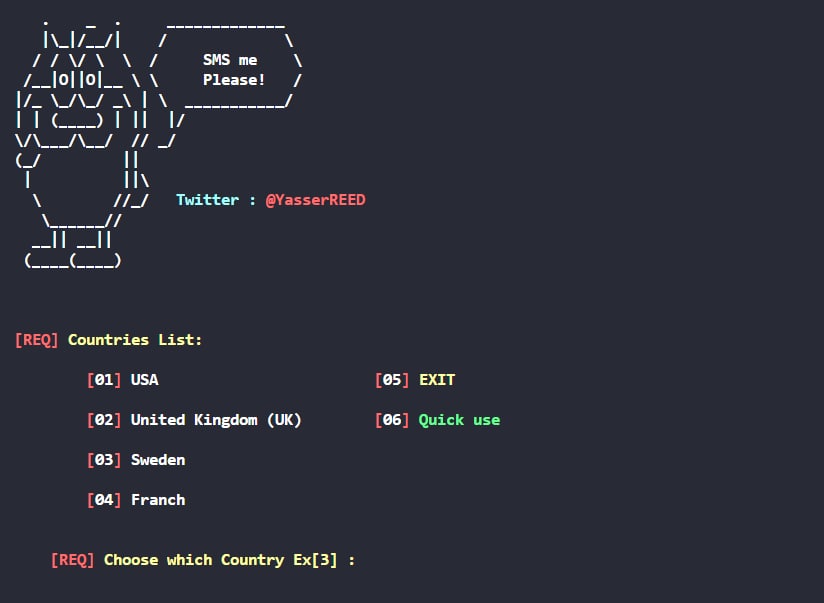 SMS me
Please!
Twitter : @YasserREED
[REQ] Countries List:
[01] USA [05] EXIT
[02] United Kingdom (UK) [06] Quick use
[03] Sweden
[04] Franch
[REQ] Choose which Country Ex[3] :